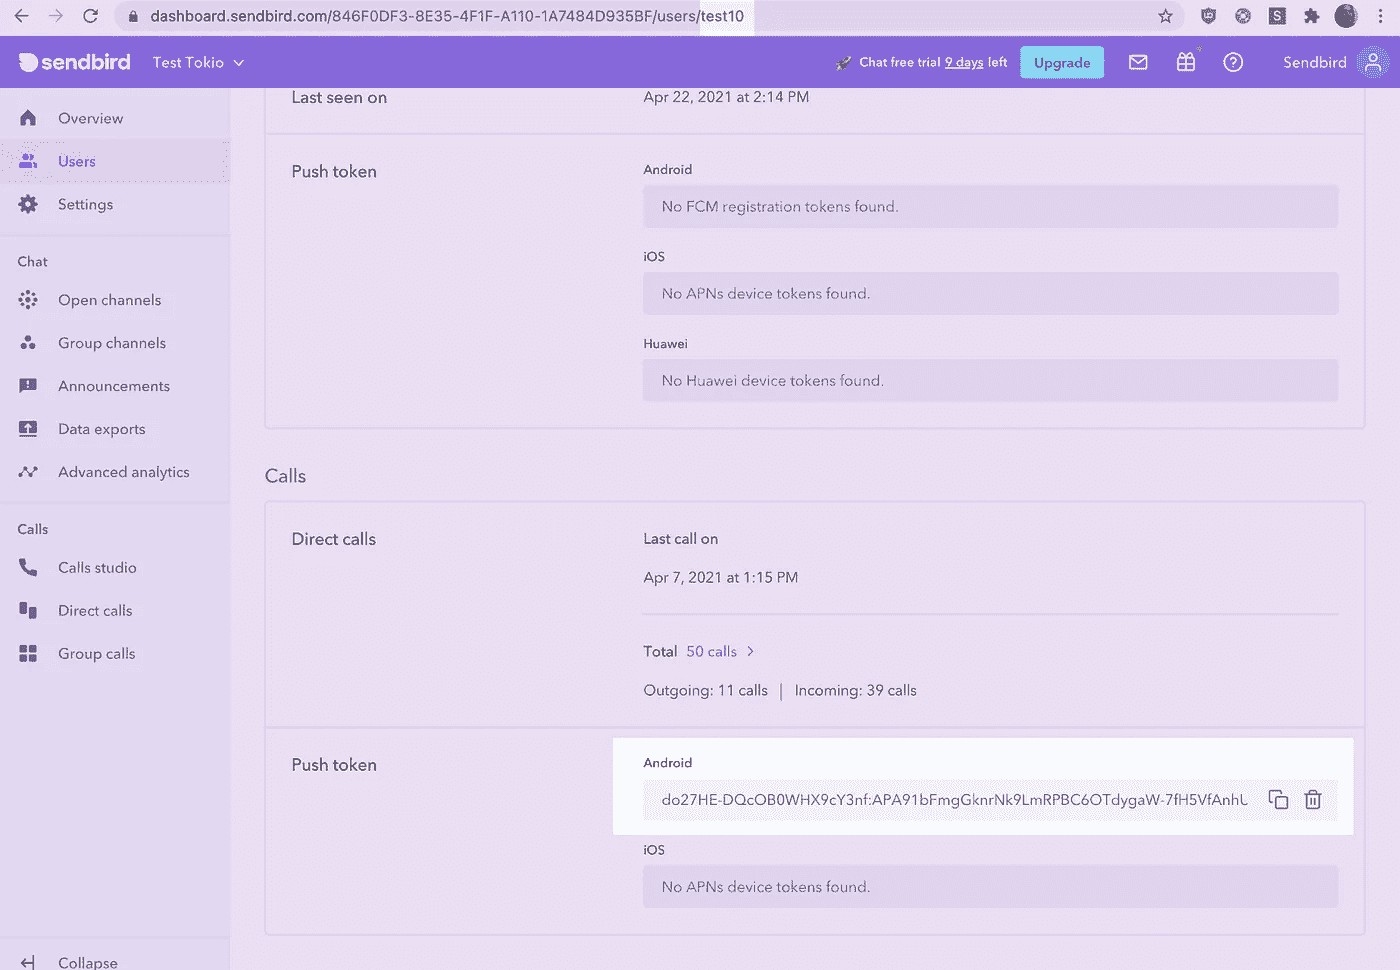 dashboard.sendbird.com/846F0DF3-8E35-4F1F-A110-1A7484D935BF/users/test10
sendbird Test Tokio Chat free trial 9 days left Upgrade Sendbird
Last seen on Apr 22, 2021 at 2:14 PM
Overview
Users
Settings
Chat
Open channels
Group channels
Announcements
Data exports
Advanced analytics
Calls
Calls studio
Direct calls
Group calls
Collapse
Push token
Android
No FCM registration tokens found.
iOS
No APNs device tokens found.
Huawei
No Huawei device tokens found.
Calls
Direct calls
Last call on
Apr 7, 2021 at 1:15 PM
Total 50 calls
Outgoing: 11 calls | Incoming: 39 calls
Push token
Android
do27HE-DQcOB0WHX9cY3nf:APA91bFmgGknrNk9LmRPBC6OTdygaW-7fH5VfAnhU
iOS
No APNs device tokens found.